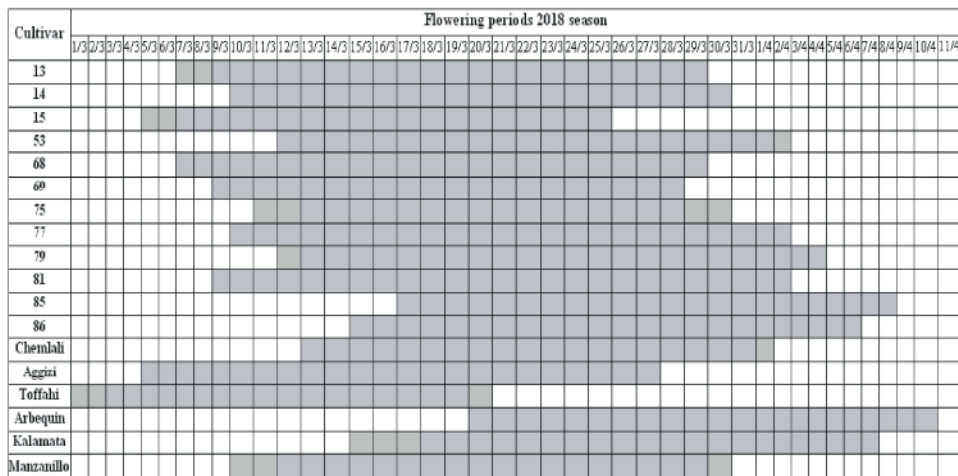 Cultivar
Flowering periods 2018 season
1/3 2/3 3/3 4/3 5/3 6/3 7/3 8/3 9/3 10/3 11/3 12/3 13/3 14/3 15/3 16/3 17/3 18/3 19/3 20/3 21/3 22/3 23/3 24/3 25/3 26/3 27/3 28/3 29/3 30/3 31/3 1/4 2/4 3/4 4/4 5/4 6/4 7/4 8/4 9/4 10/4 11/4
13
14
15
53
68
69
75
77
79
81
85
86
Chemlali
Aggizi
Toffahi
Arbequin
Kalamata
Manzanillo